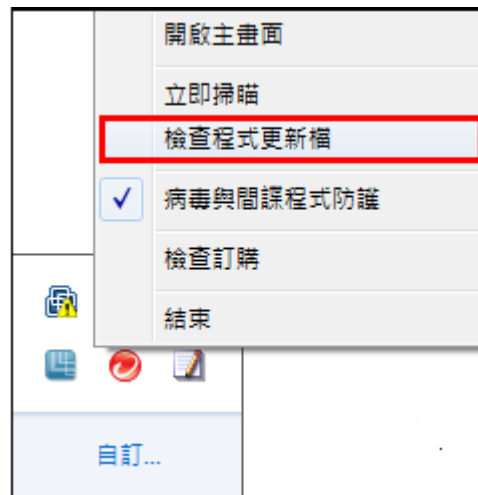 開啟主畫面
立即掃瞄
檢查程式更新檔
病毒與間諜程式防護
檢查訂購
結束
自訂...